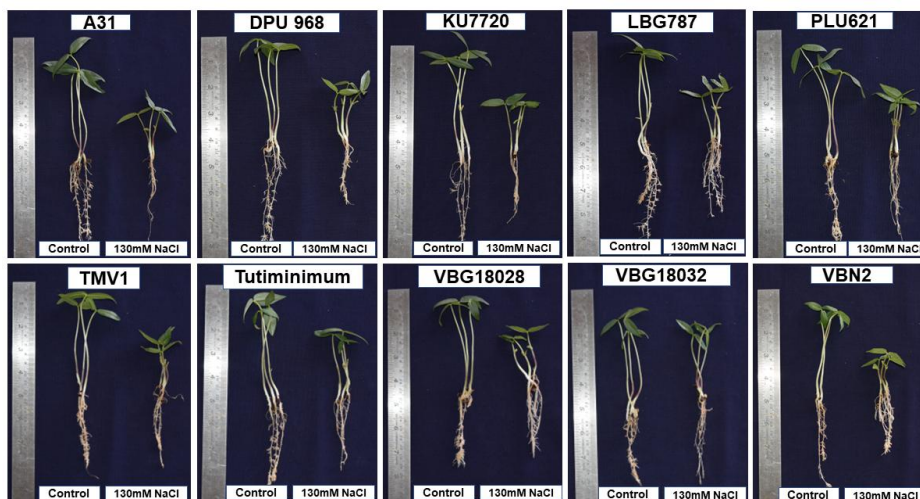 A31
DPU 968
KU7720
LBG787
PLU621
Control 130mM NaCl
Control 130mM NaCl
Control 130mM NaCl
Control 130mM NaCl
Control 130mM NaCl
TMV1
Tutiminimum
VBG18028
VBG18032
VBN2
Control 130mM NaCl
Control 130mM NaCl
Control 130mM NaCl
Control 130mM NaCl
Control 130mM NaCl